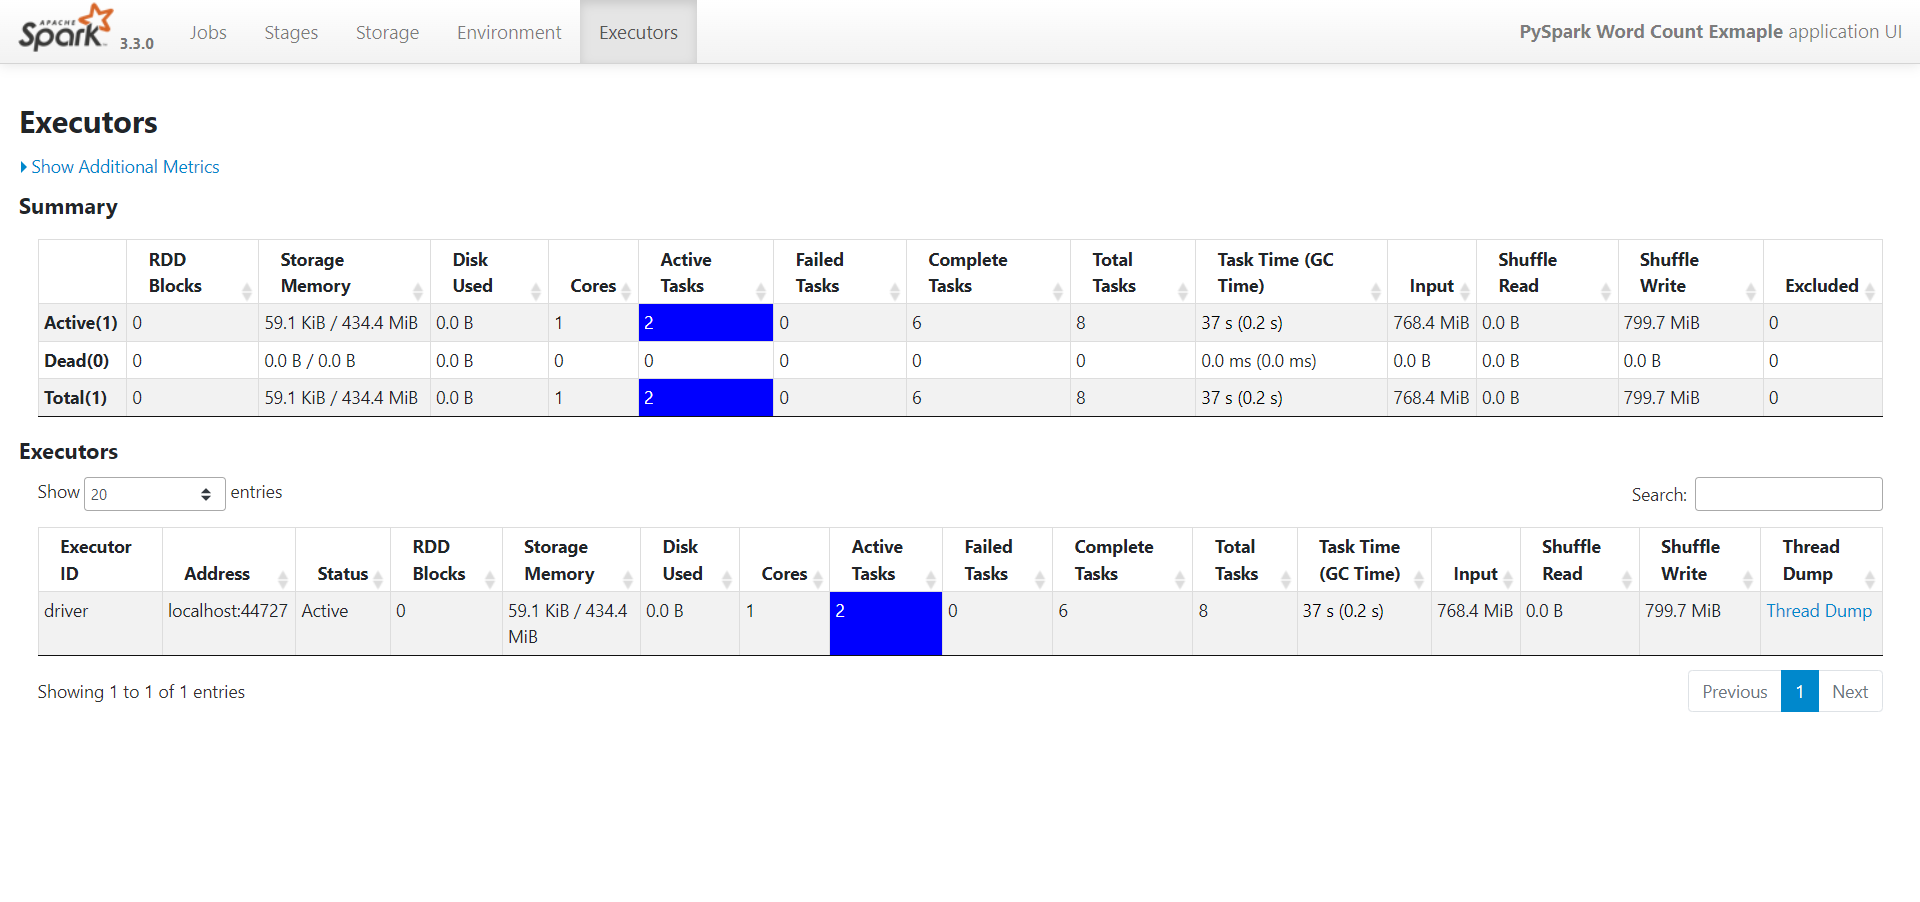 APACHE
Spark 3.3.0 Jobs Stages Storage Environment Executors PySpark Word Count Exmaple application UI
Executors
Show Additional Metrics
Summary
RDD Blocks Storage Memory Disk Used Cores Active Tasks Failed Tasks Complete Tasks Total Tasks Task Time (GC Time) Input Shuffle Read Shuffle Write Excluded
Active(1) 0 59.1 KiB / 434.4 MiB 0.0 B 1 2 0 6 8 37 s (0.2 s) 768.4 MiB 0.0 B 799.7 MiB 0
Dead(0) 0 0.0 B / 0.0 B 0.0 B 0 0 0 0 0 0.0 ms (0.0 ms) 0.0 B 0.0 B 0.0 B 0
Total(1) 0 59.1 KiB / 434.4 MiB 0.0 B 1 2 0 6 8 37 s (0.2 s) 768.4 MiB 0.0 B 799.7 MiB 0
Executors
Show 20 entries Search:
Executor ID Address Status RDD Blocks Storage Memory Disk Used Cores Active Tasks Failed Tasks Complete Tasks Total Tasks Task Time (GC Time) Input Shuffle Read Shuffle Write Thread Dump
driver localhost:44727 Active 0 59.1 KiB / 434.4 MiB 0.0 B 1 2 0 6 8 37 s (0.2 s) 768.4 MiB 0.0 B 799.7 MiB Thread Dump
Showing 1 to 1 of 1 entries Previous 1 Next